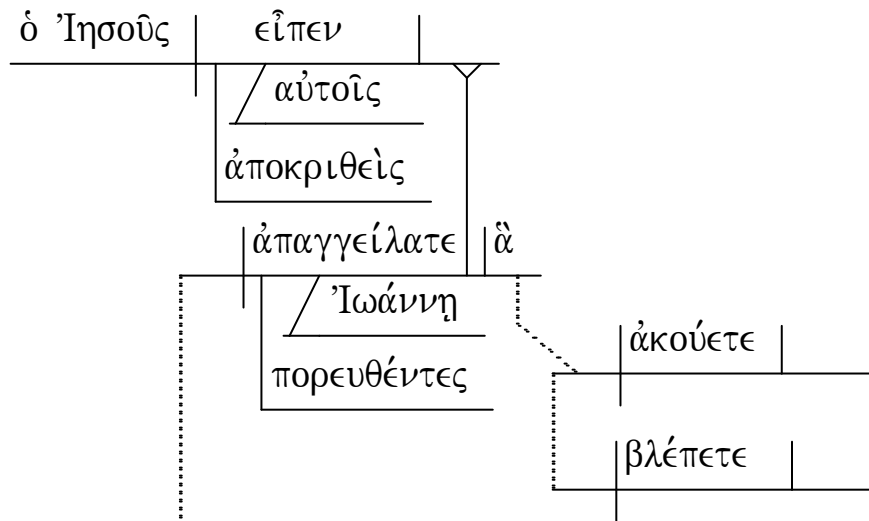 ὁ Ἰησοῦς εἶπεν
αὐτοῖς
ἀποκριθεὶς
ἀπαγγείλατε ἃ
Ἰωάννῃ
ἀκούετε
πορευθέντες
βλέπετε